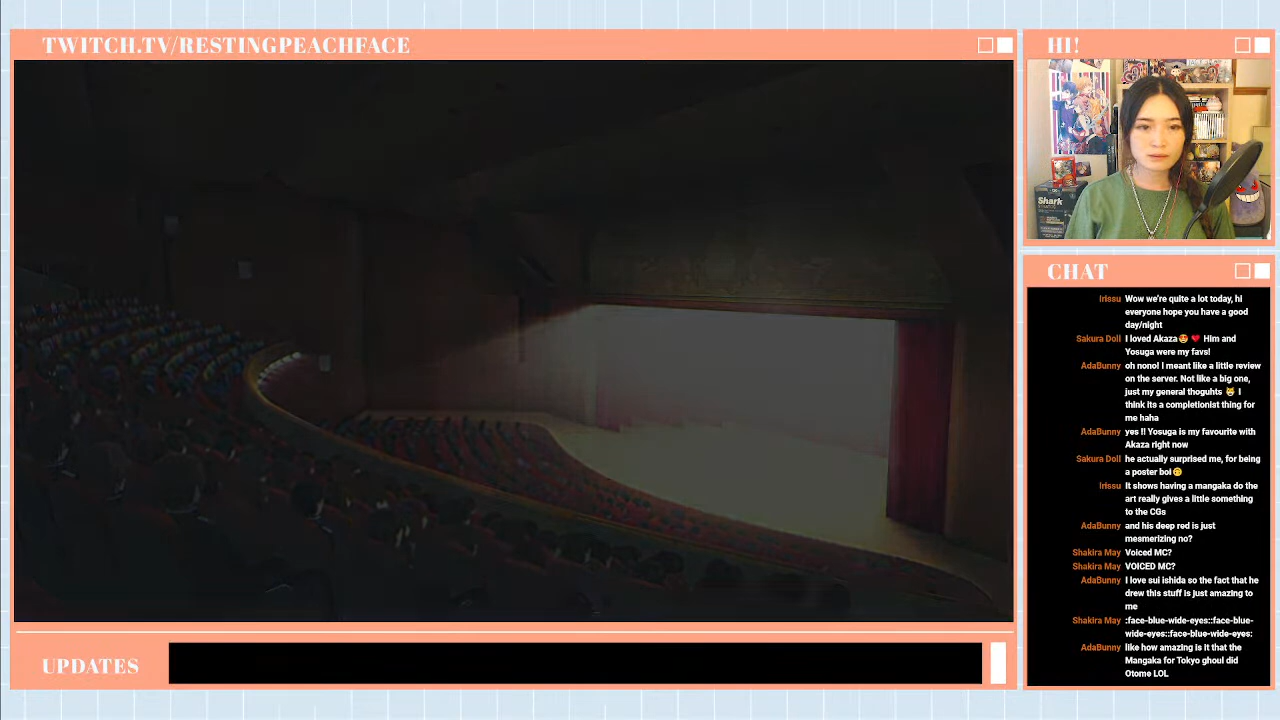 TWITCH.TV/RESTINGPEACHFACE
HI!
Shark
CHAT
Irissu Wow we're quite a lot today, hi
everyone hope you have a good
day/night
Sakura Doll I loved Akaza😍 ♥ Him and
Yosuga were my favs!
AdaBunny oh nono! I meant like a little review
on the server. Not like a big one,
just my general thoguhts 😹 I
think its a completionist thing for
me haha
AdaBunny yes !! Yosuga is my favourite with
Akaza right now
Sakura Doll he actually surprised me, for being
a poster boi🙃
Irissu It shows having a mangaka do the
art really gives a little something
to the CGs
AdaBunny and his deep red is just
mesmerizing no?
Shakira May Voiced MC?
Shakira May VOICED MC?
AdaBunny I love sui ishida so the fact that he
drew this stuff is just amazing to
me
Shakira May :face-blue-wide-eyes::face-blue-
wide-eyes::face-blue-wide-eyes:
AdaBunny like how amazing is it that the
Mangaka for Tokyo ghoul did
Otome LOL
UPDATES